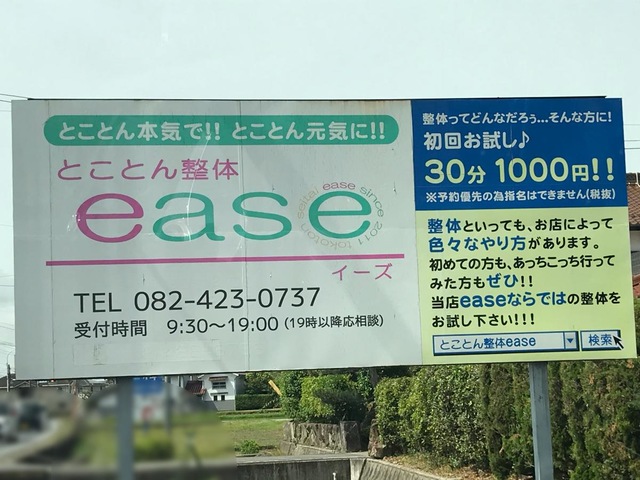 とことん本気で!! とことん元気に!!
とことん整体
ease
tokoton seitai ease since 2011
イーズ
TEL 082-423-0737
受付時間 9:30〜19:00 (19時以降応相談)
整体ってどんなだろぅ...そんな方に!
初回お試し♪
30分 1000円!!
※予約優先の為指名はできません(税抜)
整体といっても、お店によって
色々なやり方があります。
初めての方も、あっちこっち行って
みた方もぜひ!!
当店easeならではの整体を
お試し下さい!!!
とことん整体ease 検索